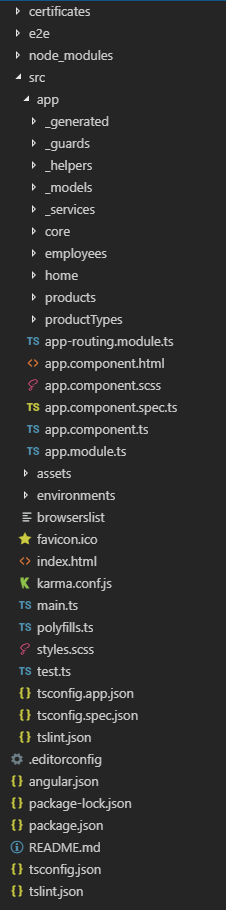 certificates
e2e
node_modules
src
app
_generated
_guards
_helpers
_models
_services
core
employees
home
products
productTypes
TS app-routing.module.ts
<> app.component.html
app.component.scss
TS app.component.spec.ts
TS app.component.ts
TS app.module.ts
assets
environments
browserslist
favicon.ico
<> index.html
K karma.conf.js
TS main.ts
TS polyfills.ts
styles.scss
TS test.ts
{} tsconfig.app.json
{} tsconfig.spec.json
{} tslint.json
.editorconfig
{} angular.json
{} package-lock.json
{} package.json
README.md
{} tsconfig.json
{} tslint.json